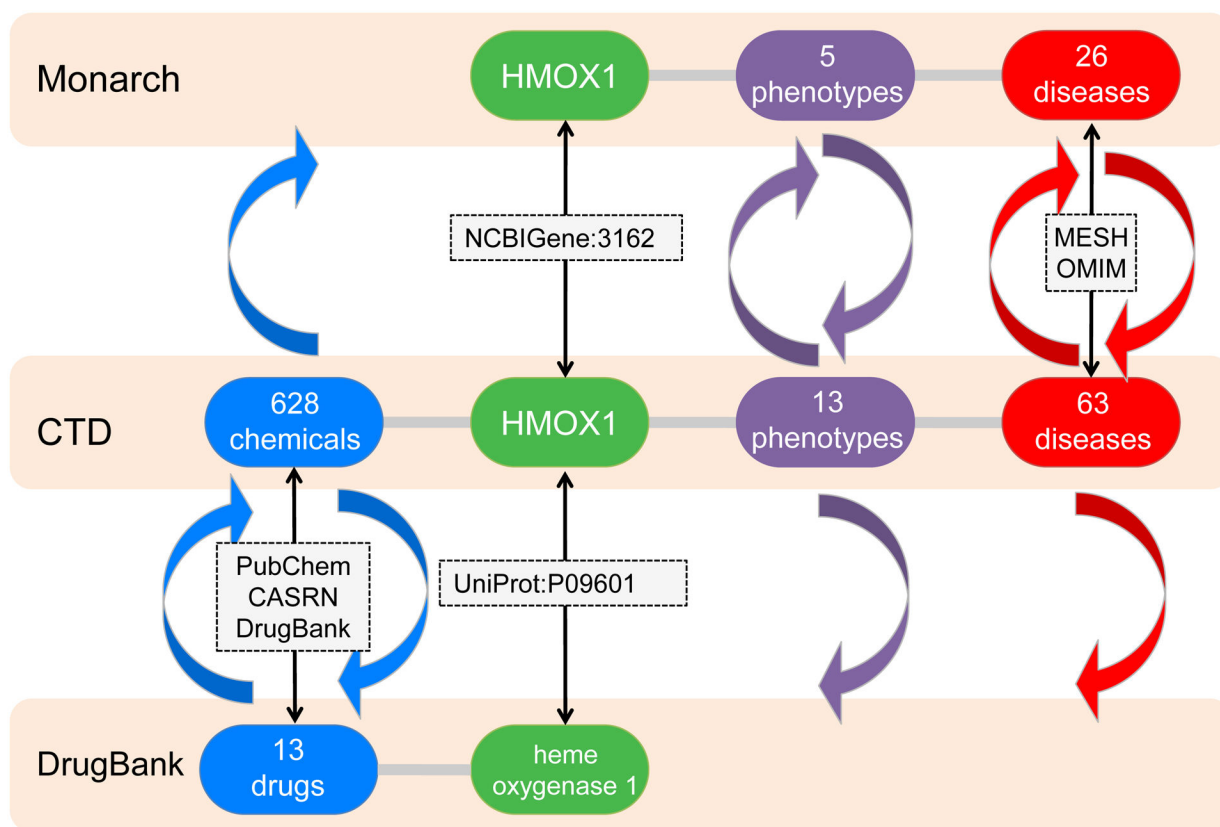 Monarch
HMOX1
5
phenotypes
26
diseases
NCBIGene:3162
MESH
OMIM
CTD
628
chemicals
HMOX1
13
phenotypes
63
diseases
PubChem
CASRN
DrugBank
UniProt:P09601
DrugBank
13
drugs
heme
oxygenase 1